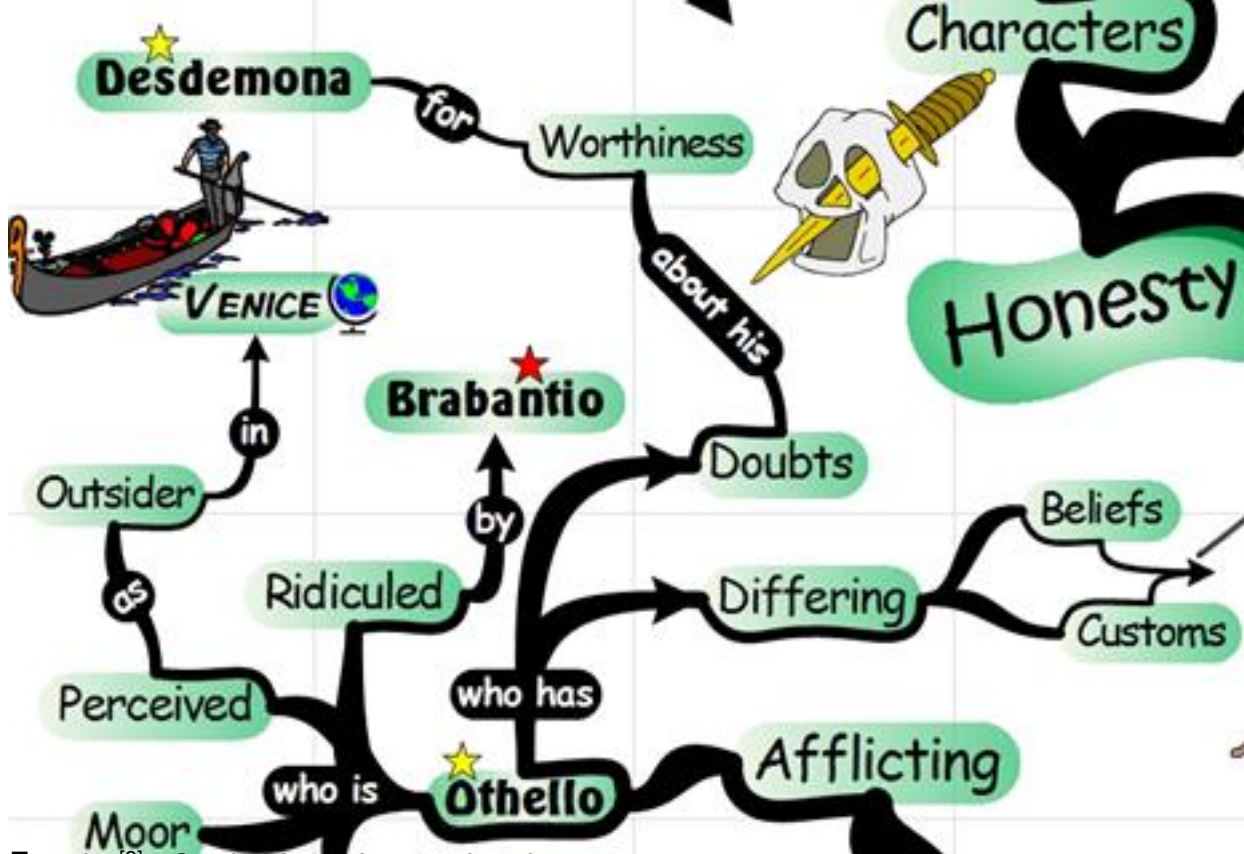 Characters
Desdemona
for
Worthiness
about his
Honesty
VENICE
Brabantio
in
Doubts
Outsider
by
Beliefs
as
Ridiculed
Differing
Customs
Perceived
who has
Afflicting
who is
Othello
Moor